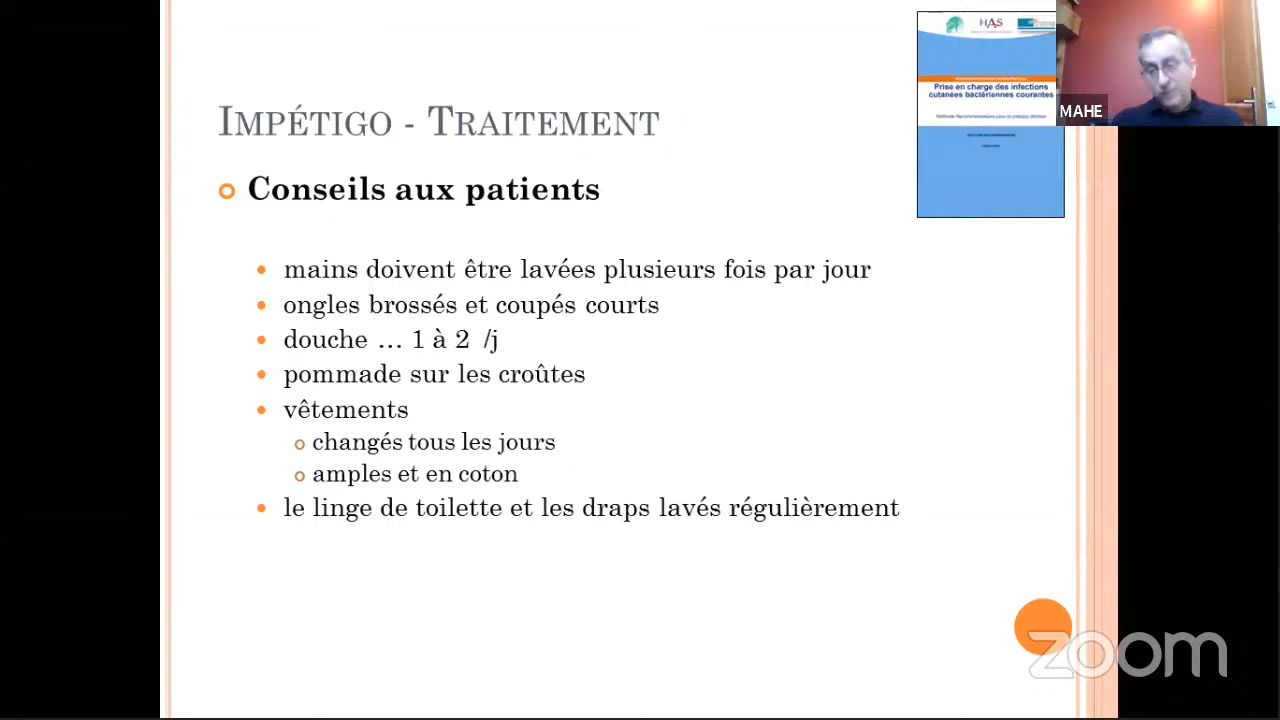 IMPÉTIGO - TRAITEMENT
Conseils aux patients
mains doivent être lavées plusieurs fois par jour
ongles brossés et coupés courts
douche … 1 à 2 /j
pommade sur les croûtes
vêtements
changés tous les jours
amples et en coton
le linge de toilette et les draps lavés régulièrement
HAS
Prise en charge des infections
cutanées bactériennes courantes
MAHE
zoom